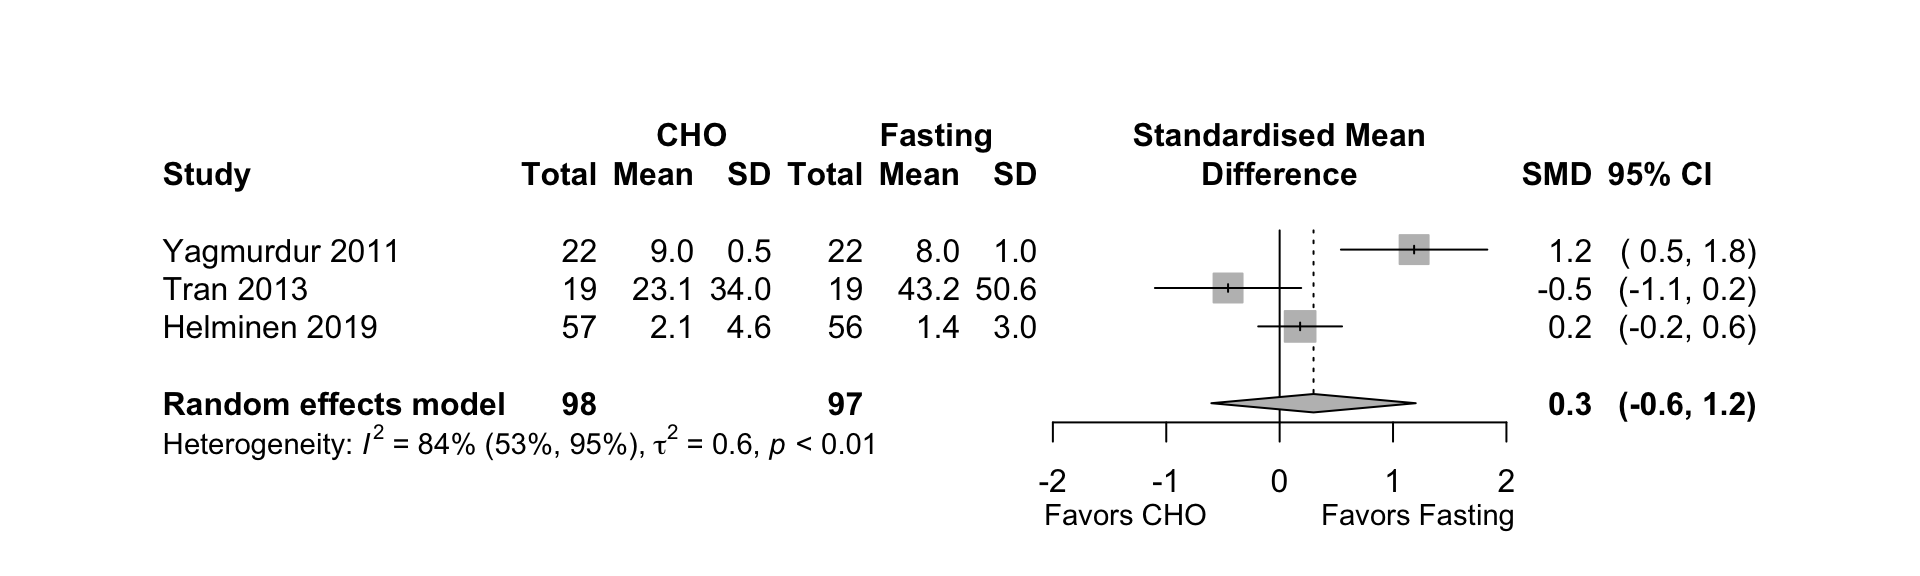 CHO Fasting Standardised Mean
Study Total Mean SD Total Mean SD Difference SMD 95% CI
Yagmurdur 2011 22 9.0 0.5 22 8.0 1.0 1.2 ( 0.5, 1.8)
Tran 2013 19 23.1 34.0 19 43.2 50.6 -0.5 (-1.1, 0.2)
Helminen 2019 57 2.1 4.6 56 1.4 3.0 0.2 (-0.2, 0.6)
Random effects model 98 97 0.3 (-0.6, 1.2)
Heterogeneity: I² = 84% (53%, 95%), τ² = 0.6, p < 0.01
-2 -1 0 1 2
Favors CHO Favors Fasting